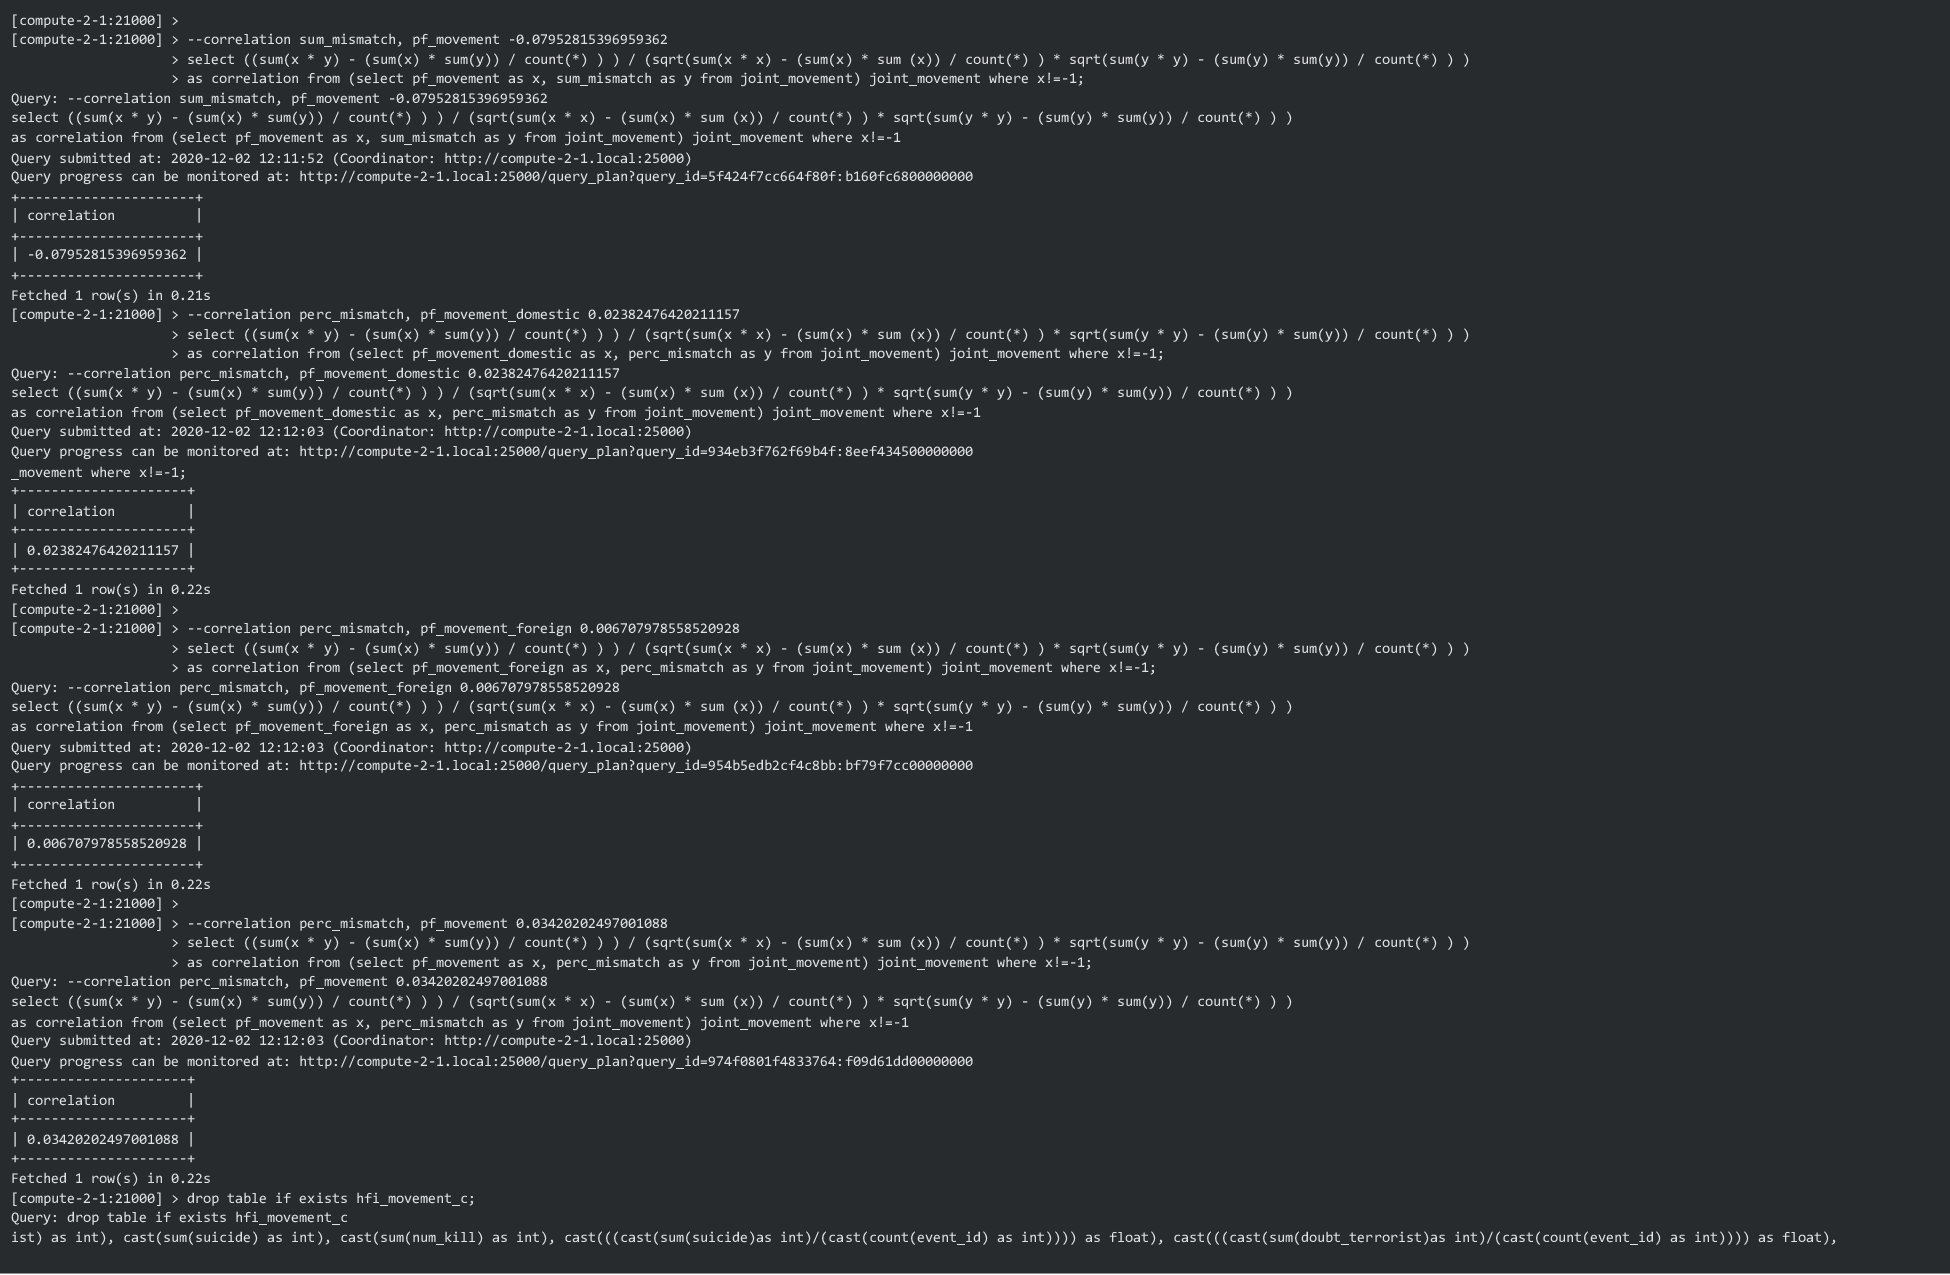 [compute-2-1:21000] >
[compute-2-1:21000] > --correlation sum_mismatch, pf_movement -0.07952815396959362
> select ((sum(x * y) - (sum(x) * sum(y)) / count(*) ) ) / (sqrt(sum(x * x) - (sum(x) * sum (x)) / count(*) ) * sqrt(sum(y * y) - (sum(y) * sum(y)) / count(*) ) )
> as correlation from (select pf_movement as x, sum_mismatch as y from joint_movement) joint_movement where x!=-1;
Query: --correlation sum_mismatch, pf_movement -0.07952815396959362
select ((sum(x * y) - (sum(x) * sum(y)) / count(*) ) ) / (sqrt(sum(x * x) - (sum(x) * sum (x)) / count(*) ) * sqrt(sum(y * y) - (sum(y) * sum(y)) / count(*) ) )
as correlation from (select pf_movement as x, sum_mismatch as y from joint_movement) joint_movement where x!=-1
Query submitted at: 2020-12-02 12:11:52 (Coordinator: http://compute-2-1.local:25000)
Query progress can be monitored at: http://compute-2-1.local:25000/query_plan?query_id=5f424f7cc664f80f:b160fc6800000000
+----------------------+
| correlation          |
+----------------------+
| -0.07952815396959362 |
+----------------------+
Fetched 1 row(s) in 0.21s
[compute-2-1:21000] > --correlation perc_mismatch, pf_movement_domestic 0.02382476420211157
> select ((sum(x * y) - (sum(x) * sum(y)) / count(*) ) ) / (sqrt(sum(x * x) - (sum(x) * sum (x)) / count(*) ) * sqrt(sum(y * y) - (sum(y) * sum(y)) / count(*) ) )
> as correlation from (select pf_movement_domestic as x, perc_mismatch as y from joint_movement) joint_movement where x!=-1;
Query: --correlation perc_mismatch, pf_movement_domestic 0.02382476420211157
select ((sum(x * y) - (sum(x) * sum(y)) / count(*) ) ) / (sqrt(sum(x * x) - (sum(x) * sum (x)) / count(*) ) * sqrt(sum(y * y) - (sum(y) * sum(y)) / count(*) ) )
as correlation from (select pf_movement_domestic as x, perc_mismatch as y from joint_movement) joint_movement where x!=-1
Query submitted at: 2020-12-02 12:12:03 (Coordinator: http://compute-2-1.local:25000)
Query progress can be monitored at: http://compute-2-1.local:25000/query_plan?query_id=934eb3f762f69b4f:8eef434500000000
_movement where x!=-1;
+---------------------+
| correlation         |
+---------------------+
| 0.02382476420211157 |
+---------------------+
Fetched 1 row(s) in 0.22s
[compute-2-1:21000] >
[compute-2-1:21000] > --correlation perc_mismatch, pf_movement_foreign 0.006707978558520928
> select ((sum(x * y) - (sum(x) * sum(y)) / count(*) ) ) / (sqrt(sum(x * x) - (sum(x) * sum (x)) / count(*) ) * sqrt(sum(y * y) - (sum(y) * sum(y)) / count(*) ) )
> as correlation from (select pf_movement_foreign as x, perc_mismatch as y from joint_movement) joint_movement where x!=-1;
Query: --correlation perc_mismatch, pf_movement_foreign 0.006707978558520928
select ((sum(x * y) - (sum(x) * sum(y)) / count(*) ) ) / (sqrt(sum(x * x) - (sum(x) * sum (x)) / count(*) ) * sqrt(sum(y * y) - (sum(y) * sum(y)) / count(*) ) )
as correlation from (select pf_movement_foreign as x, perc_mismatch as y from joint_movement) joint_movement where x!=-1
Query submitted at: 2020-12-02 12:12:03 (Coordinator: http://compute-2-1.local:25000)
Query progress can be monitored at: http://compute-2-1.local:25000/query_plan?query_id=954b5edb2cf4c8bb:bf79f7cc00000000
+----------------------+
| correlation          |
+----------------------+
| 0.006707978558520928 |
+----------------------+
Fetched 1 row(s) in 0.22s
[compute-2-1:21000] >
[compute-2-1:21000] > --correlation perc_mismatch, pf_movement 0.03420202497001088
> select ((sum(x * y) - (sum(x) * sum(y)) / count(*) ) ) / (sqrt(sum(x * x) - (sum(x) * sum (x)) / count(*) ) * sqrt(sum(y * y) - (sum(y) * sum(y)) / count(*) ) )
> as correlation from (select pf_movement as x, perc_mismatch as y from joint_movement) joint_movement where x!=-1;
Query: --correlation perc_mismatch, pf_movement 0.03420202497001088
select ((sum(x * y) - (sum(x) * sum(y)) / count(*) ) ) / (sqrt(sum(x * x) - (sum(x) * sum (x)) / count(*) ) * sqrt(sum(y * y) - (sum(y) * sum(y)) / count(*) ) )
as correlation from (select pf_movement as x, perc_mismatch as y from joint_movement) joint_movement where x!=-1
Query submitted at: 2020-12-02 12:12:03 (Coordinator: http://compute-2-1.local:25000)
Query progress can be monitored at: http://compute-2-1.local:25000/query_plan?query_id=974f0801f4833764:f09d61dd00000000
+---------------------+
| correlation         |
+---------------------+
| 0.03420202497001088 |
+---------------------+
Fetched 1 row(s) in 0.22s
[compute-2-1:21000] > drop table if exists hfi_movement_c;
Query: drop table if exists hfi_movement_c
ist) as int), cast(sum(suicide) as int), cast(sum(num_kill) as int), cast(((cast(sum(suicide)as int)/(cast(count(event_id) as int)))) as float), cast(((cast(sum(doubt_terrorist)as int)/(cast(count(event_id) as int)))) as float),